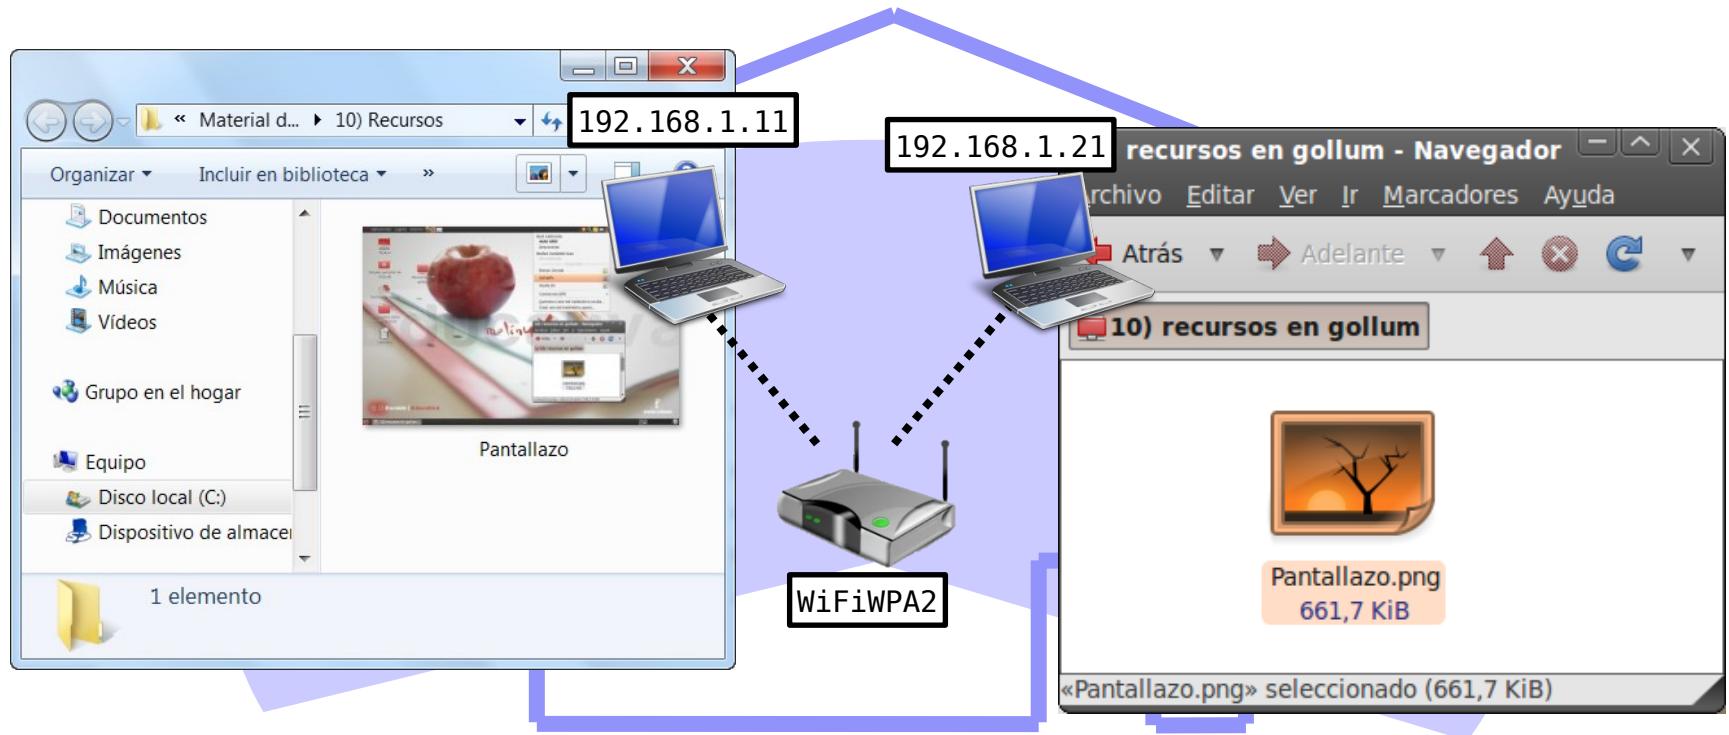 192.168.1.11
« Material d... 10) Recursos
Organizar
Incluir en biblioteca
»
Documentos
Imágenes
Música
Vídeos
Grupo en el hogar
Equipo
Disco local (C:)
Dispositivo de almacen
Pantallazo
1 elemento
192.168.1.21
recursos en gollum - Navegador
Archivo Editar Ver Ir Marcadores Ayuda
Atrás
Adelante
10) recursos en gollum
Pantallazo.png
661,7 KiB
«Pantallazo.png» seleccionado (661,7 KiB)
WiFiWPA2